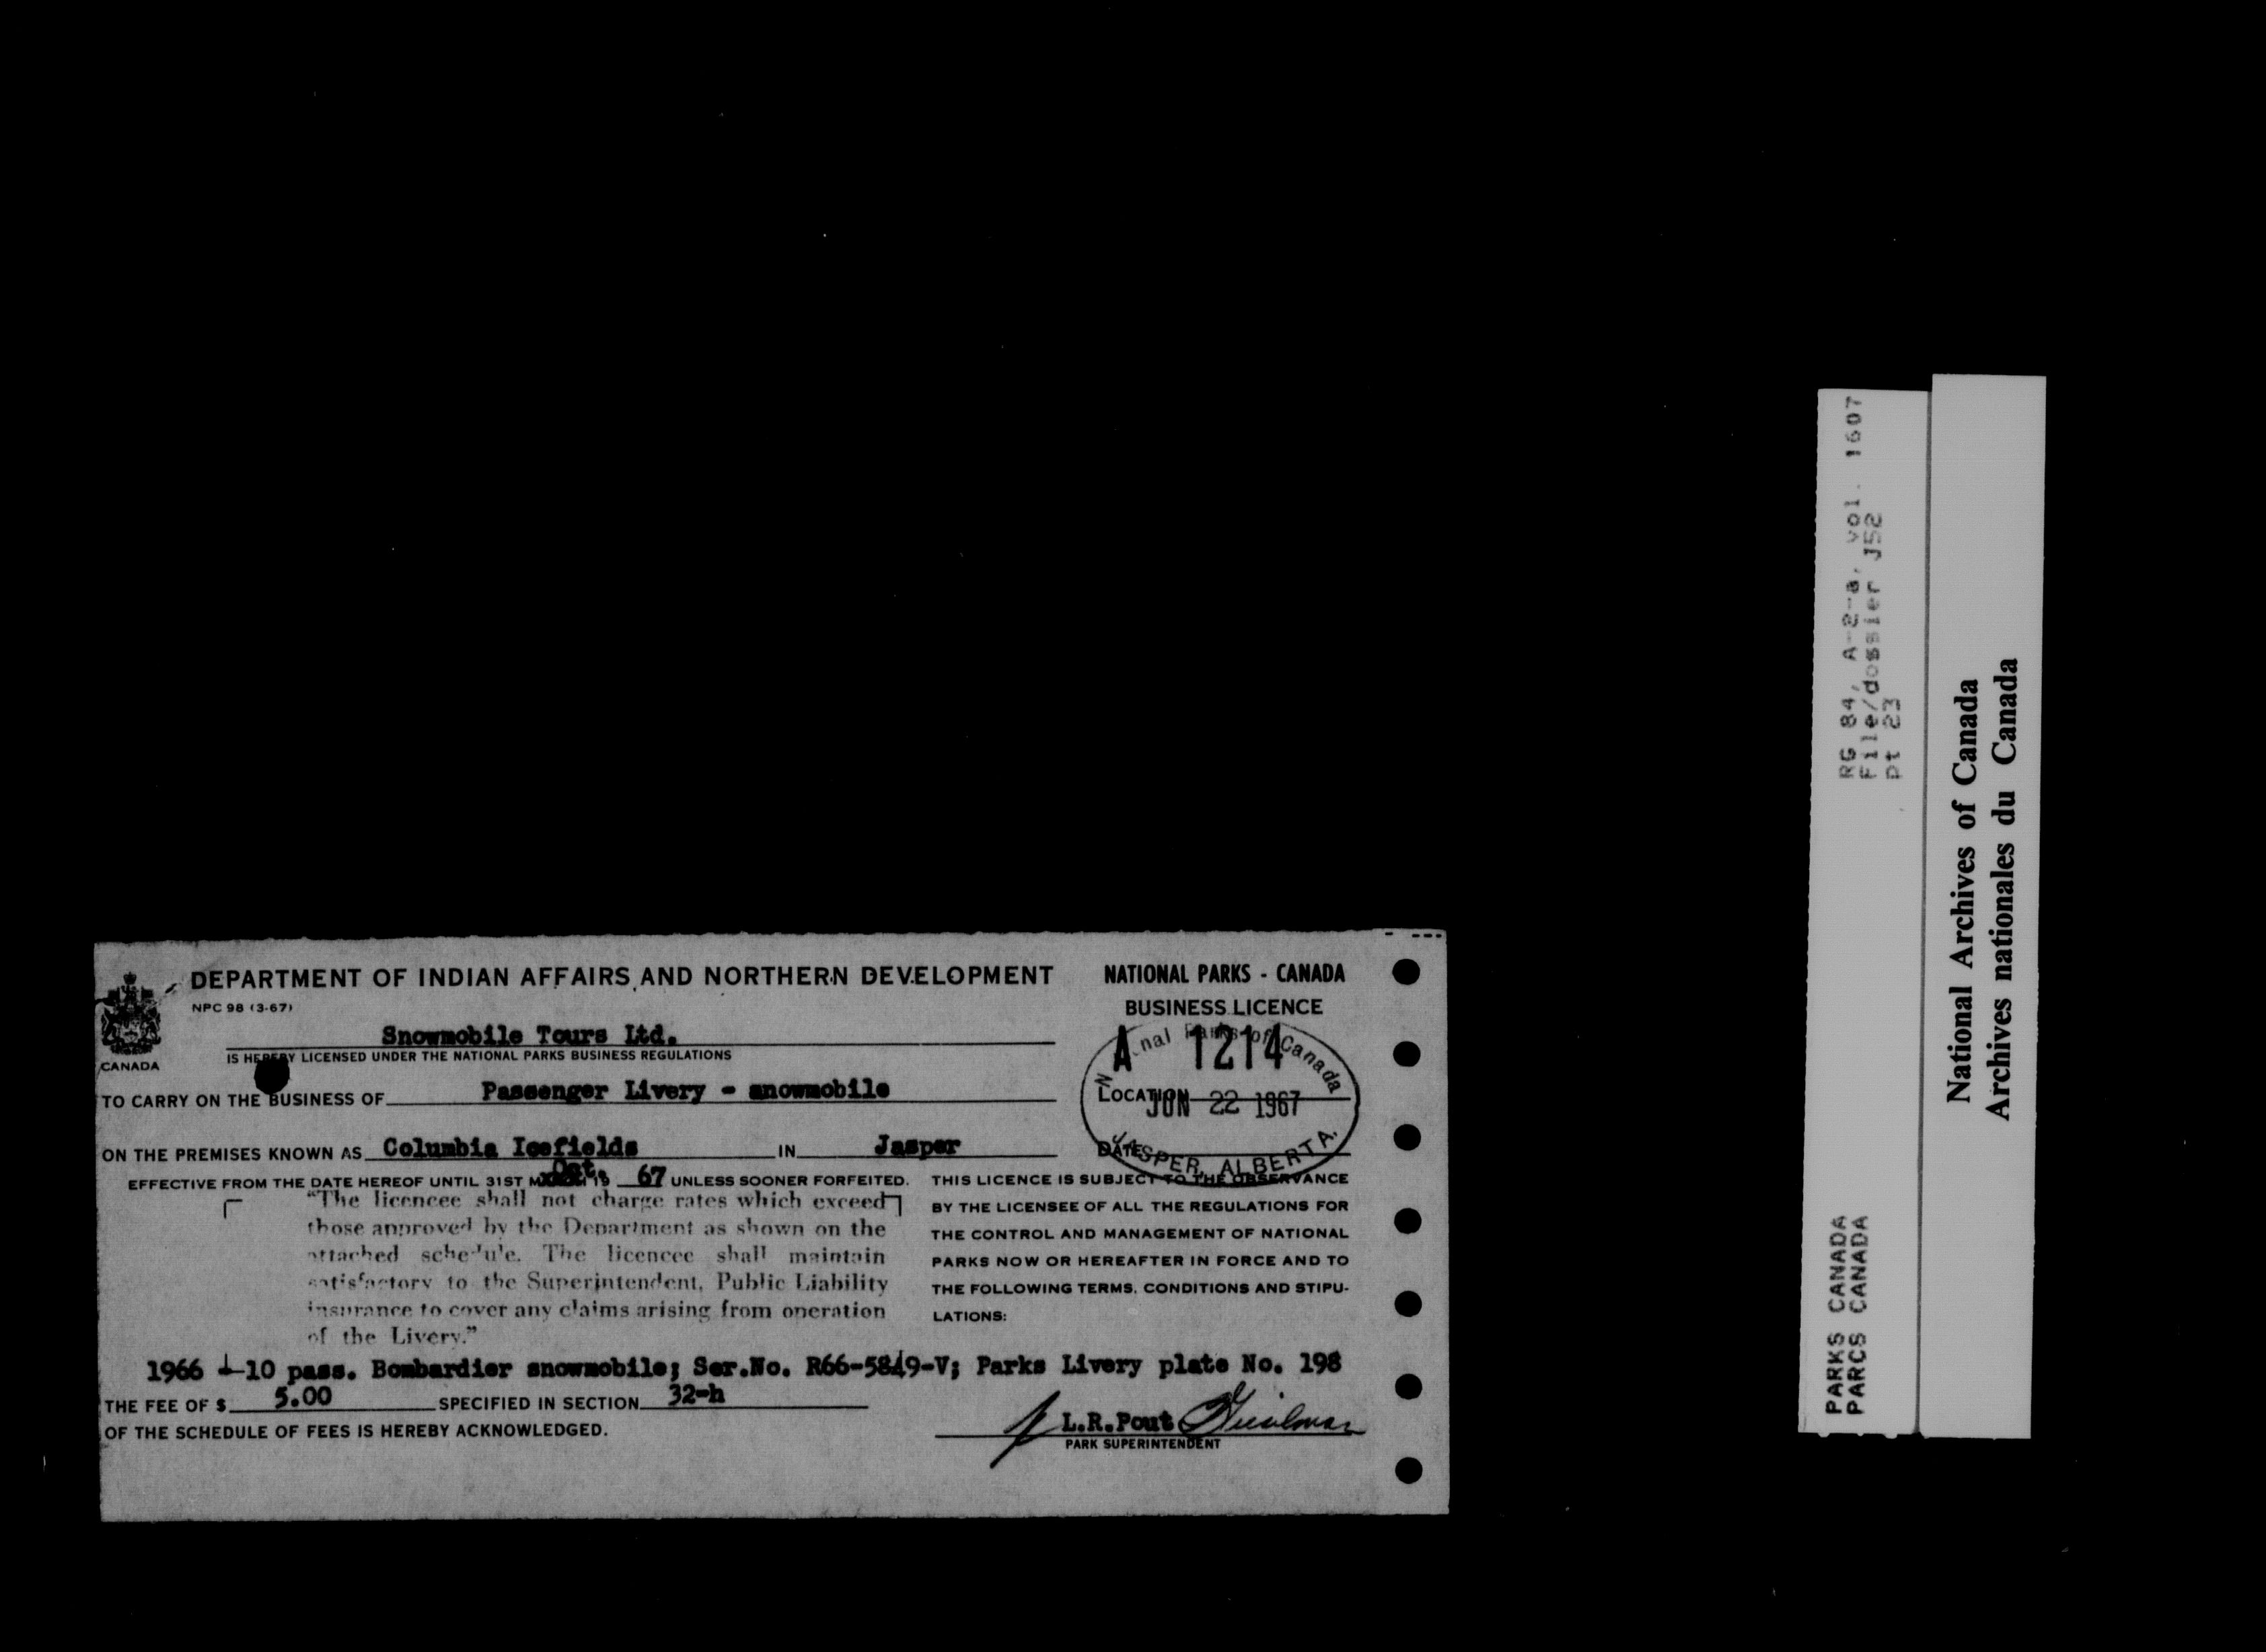 DEPARTMENT OF INDIAN AFFAIRS AND NORTHERN DEVELOPMENT
NPC 98 (3-67)
CANADA
Snowmobile Tours Ltd.
IS HEREBY LICENSED UNDER THE NATIONAL PARKS BUSINESS REGULATIONS
TO CARRY ON THE BUSINESS OF Passenger Livery - snowmobile
ON THE PREMISES KNOWN AS Columbia Icefields IN Jasper
Oct.
EFFECTIVE FROM THE DATE HEREOF UNTIL 31ST 19 67 UNLESS SOONER FORFEITED.
"The licencee shall not charge rates which exceed
those approved by the Department as shown on the
attached schedule. The licencee shall maintain
satisfactory to the Superintendent, Public Liability
insurance to cover any claims arising from operation
of the Livery."
NATIONAL PARKS - CANADA
BUSINESS LICENCE
A 1214
nal Parks of Canada
LOCATION
JUN 22 1967
DATE
JASPER, ALBERTA.
THIS LICENCE IS SUBJECT TO THE OBSERVANCE
BY THE LICENSEE OF ALL THE REGULATIONS FOR
THE CONTROL AND MANAGEMENT OF NATIONAL
PARKS NOW OR HEREAFTER IN FORCE AND TO
THE FOLLOWING TERMS, CONDITIONS AND STIPU-
LATIONS:
1966 1-10 pass. Bombardier snowmobile; Ser.No. R66-5849-V; Parks Livery plate No. 198
THE FEE OF $ 5.00 SPECIFIED IN SECTION 32-h
OF THE SCHEDULE OF FEES IS HEREBY ACKNOWLEDGED.
L.R.Pout
PARK SUPERINTENDENT
RG 84, A-2-a, vol. 1607
File/dossier J52
pt 23
PARKS CANADA
PARCS CANADA
National Archives of Canada
Archives nationales du Canada